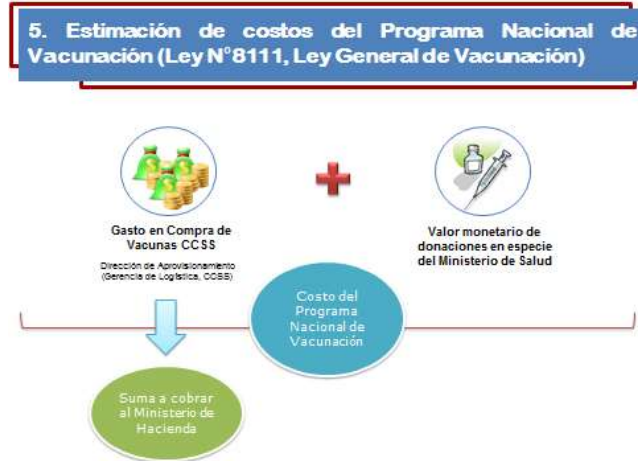 5. Estimación de costos del Programa Nacional de
Vacunación (Ley N°8111, Ley General de Vacunación)
Gasto en Compra de
Vacunas CCSS
Dirección de Aprovisionamiento
(Gerencia de Logística, CCSS)
Valor monetario de
donaciones en especie
del Ministerio de Salud
Costo del
Programa
Nacional de
Vacunación
Suma a cobrar
al Ministerio de
Hacienda